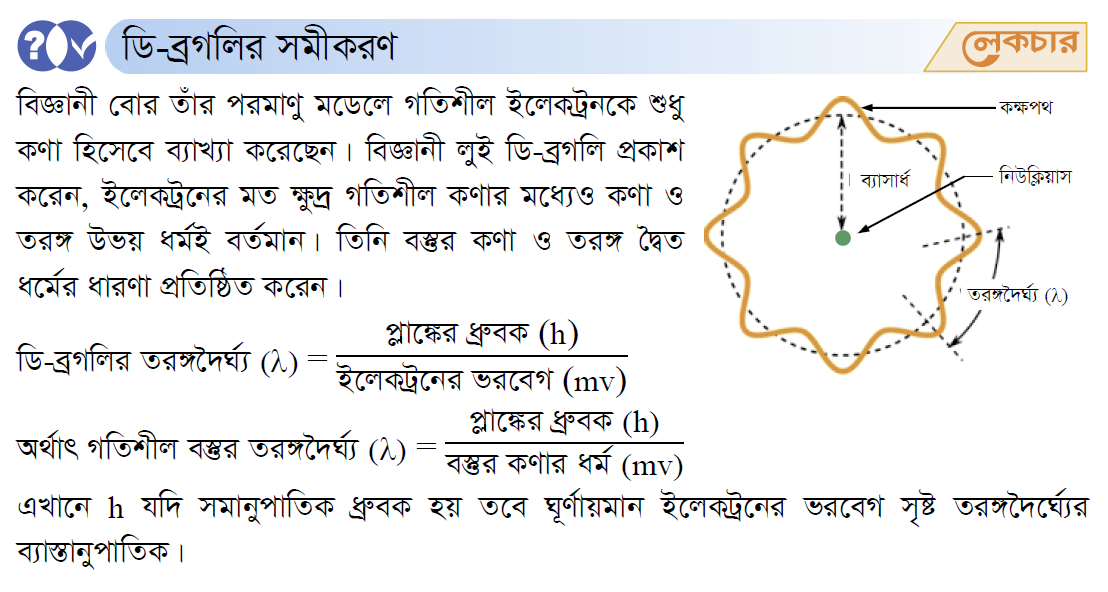 ডি-ব্রগলির সমীকরণ
লেকচার
বিজ্ঞানী বোর তাঁর পরমাণু মডেলে গতিশীল ইলেকট্রনকে শুধু
কণা হিসেবে ব্যাখ্যা করেছেন। বিজ্ঞানী লুই ডি-ব্রগলি প্রকাশ
করেন, ইলেকট্রনের মত ক্ষুদ্র গতিশীল কণার মধ্যেও কণা ও
তরঙ্গ উভয় ধর্মই বর্তমান। তিনি বস্তুর কণা ও তরঙ্গ দ্বৈত
ধর্মের ধারণা প্রতিষ্ঠিত করেন।
কক্ষপথ
ব্যাসার্ধ
নিউক্লিয়াস
তরঙ্গদৈর্ঘ্য (λ)
ডি-ব্রগলির তরঙ্গদৈর্ঘ্য (λ) = প্লাঙ্কের ধ্রুবক (h)
ইলেকট্রনের ভরবেগ (mv)
অর্থাৎ গতিশীল বস্তুর তরঙ্গদৈর্ঘ্য (λ) = প্লাঙ্কের ধ্রুবক (h)
বস্তুর কণার ধর্ম (mv)
এখানে h যদি সমানুপাতিক ধ্রুবক হয় তবে ঘূর্ণায়মান ইলেকট্রনের ভরবেগ সৃষ্ট তরঙ্গদৈর্ঘ্যের
ব্যাস্তানুপাতিক।